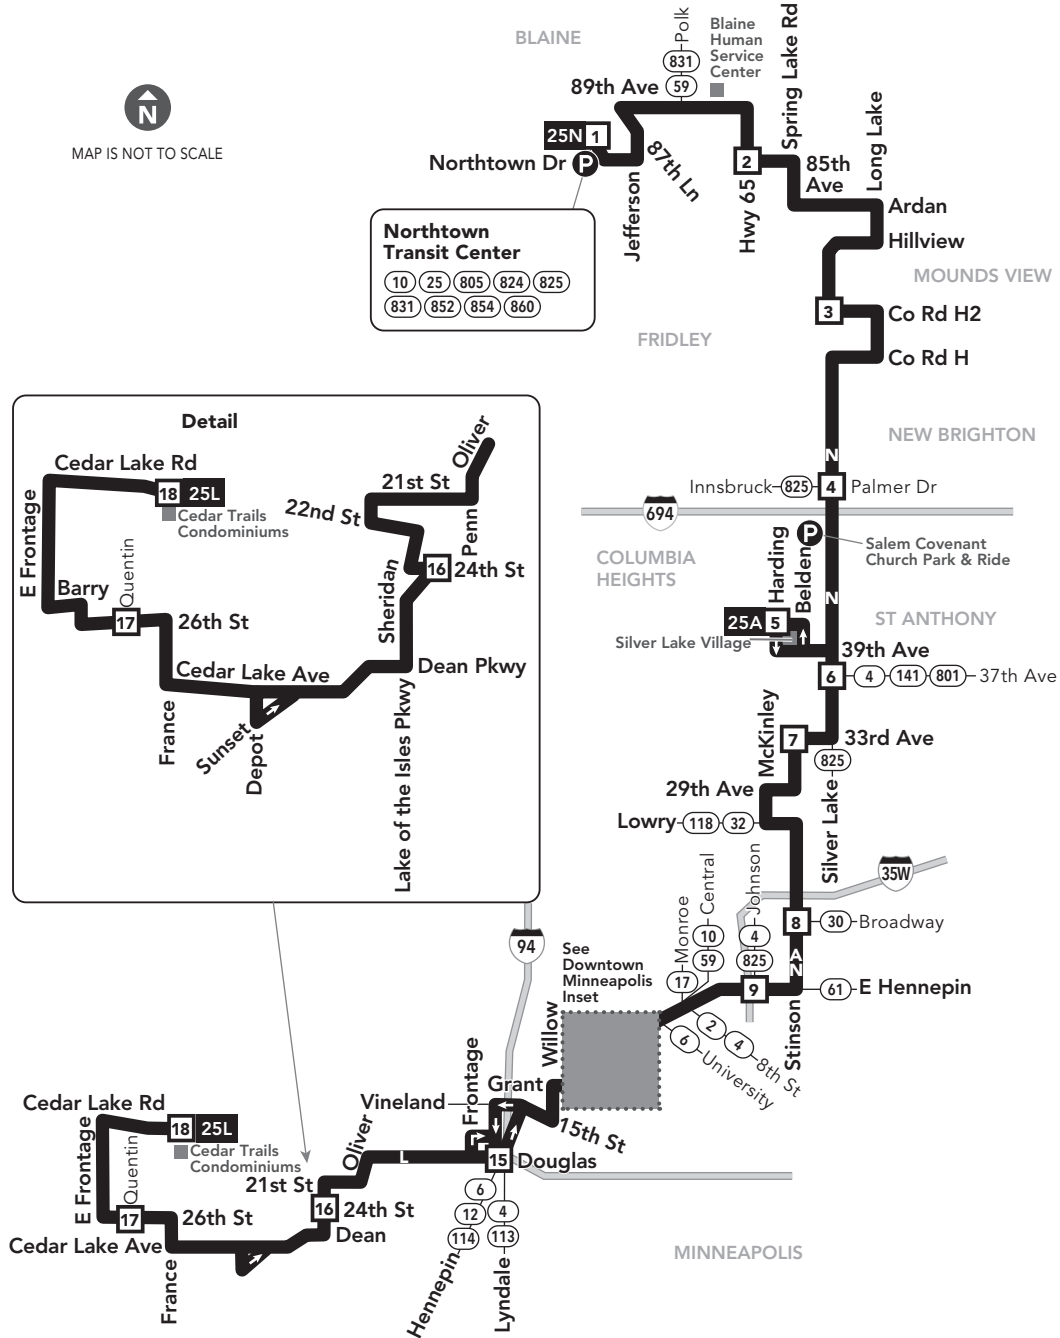 BLAINE
Polk
Blaine
Human
Service
Center
Spring Lake Rd
831
59
89th Ave
N
MAP IS NOT TO SCALE
Long Lake
25N 1
Northtown Dr P
87th Ln
Jefferson
2
Hwy 65
85th
Ave
Ardan
Hillview
Northtown
Transit Center
10 25 805 824 825
831 852 854 860
MOUNDS VIEW
3
Co Rd H2
FRIDLEY
Co Rd H
NEW BRIGHTON
N
Innsbruck 825 4 Palmer Dr
694
P
Salem Covenant
Church Park & Ride
COLUMBIA
HEIGHTS
Harding
Belden
N
ST ANTHONY
25A 5
Silver Lake Village
39th Ave
6 4 141 801 37th Ave
McKinley
7
33rd Ave
825
29th Ave
Lowry 118 32
Silver Lake
35W
Johnson
Central
Monroe
8 30 Broadway
10
59
4
825
17
A
N
9
61 E Hennepin
Stinson
2
4
8th St
6
University
See
Downtown
Minneapolis
Inset
94
Willow
Grant
Frontage
Vineland
15th St
15 Douglas
L
Oliver
6
12
114
Hennepin
4
113
Lyndale
MINNEAPOLIS
Detail
Cedar Lake Rd
18 25L
Cedar Trails
Condominiums
E Frontage
Barry
Quentin
17
26th St
Cedar Lake Ave
France
Sunset
Depot
Oliver
21st St
22nd St
Penn
16 24th St
Sheridan
Dean Pkwy
Lake of the Isles Pkwy
Cedar Lake Rd
18 25L
Cedar Trails
Condominiums
E Frontage
Quentin
21st St
17
26th St
16 24th St
Dean
Cedar Lake Ave
France